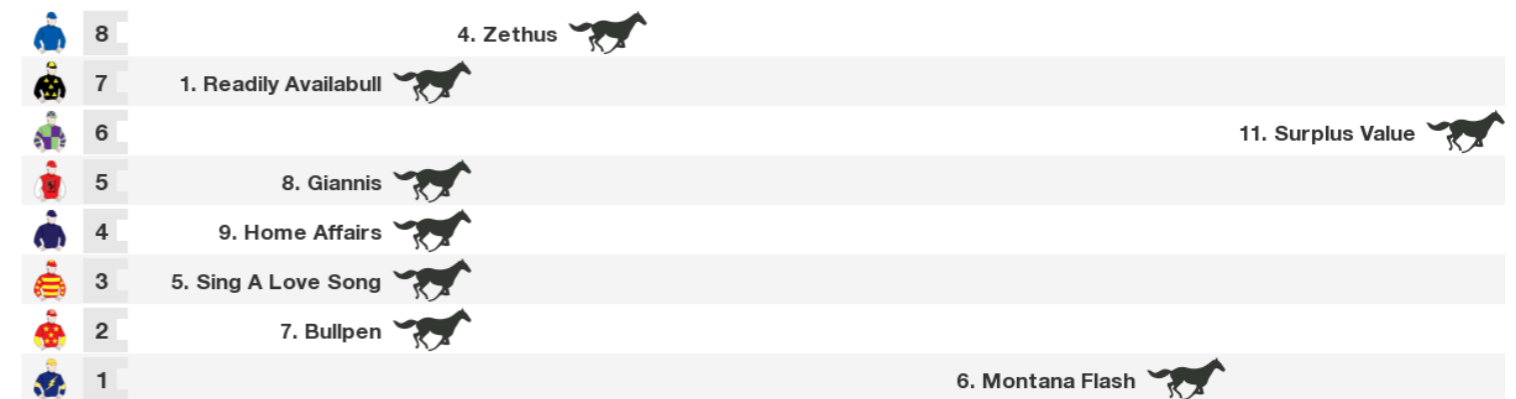 8 4. Zethus
7 1. Readily Availabull
6 11. Surplus Value
5 8. Giannis
4 9. Home Affairs
3 5. Sing A Love Song
2 7. Bullpen
1 6. Montana Flash